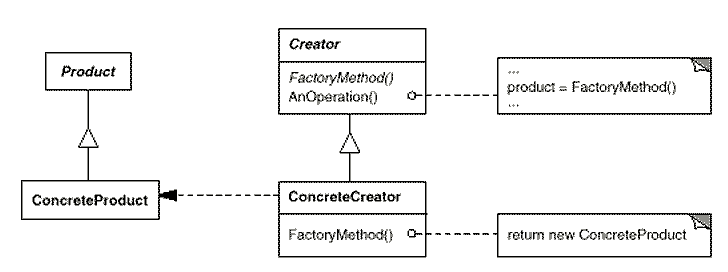 Creator
Product
FactoryMethod()
AnOperation()
...
product = FactoryMethod()
...
ConcreteProduct
ConcreteCreator
FactoryMethod()
return new ConcreteProduct